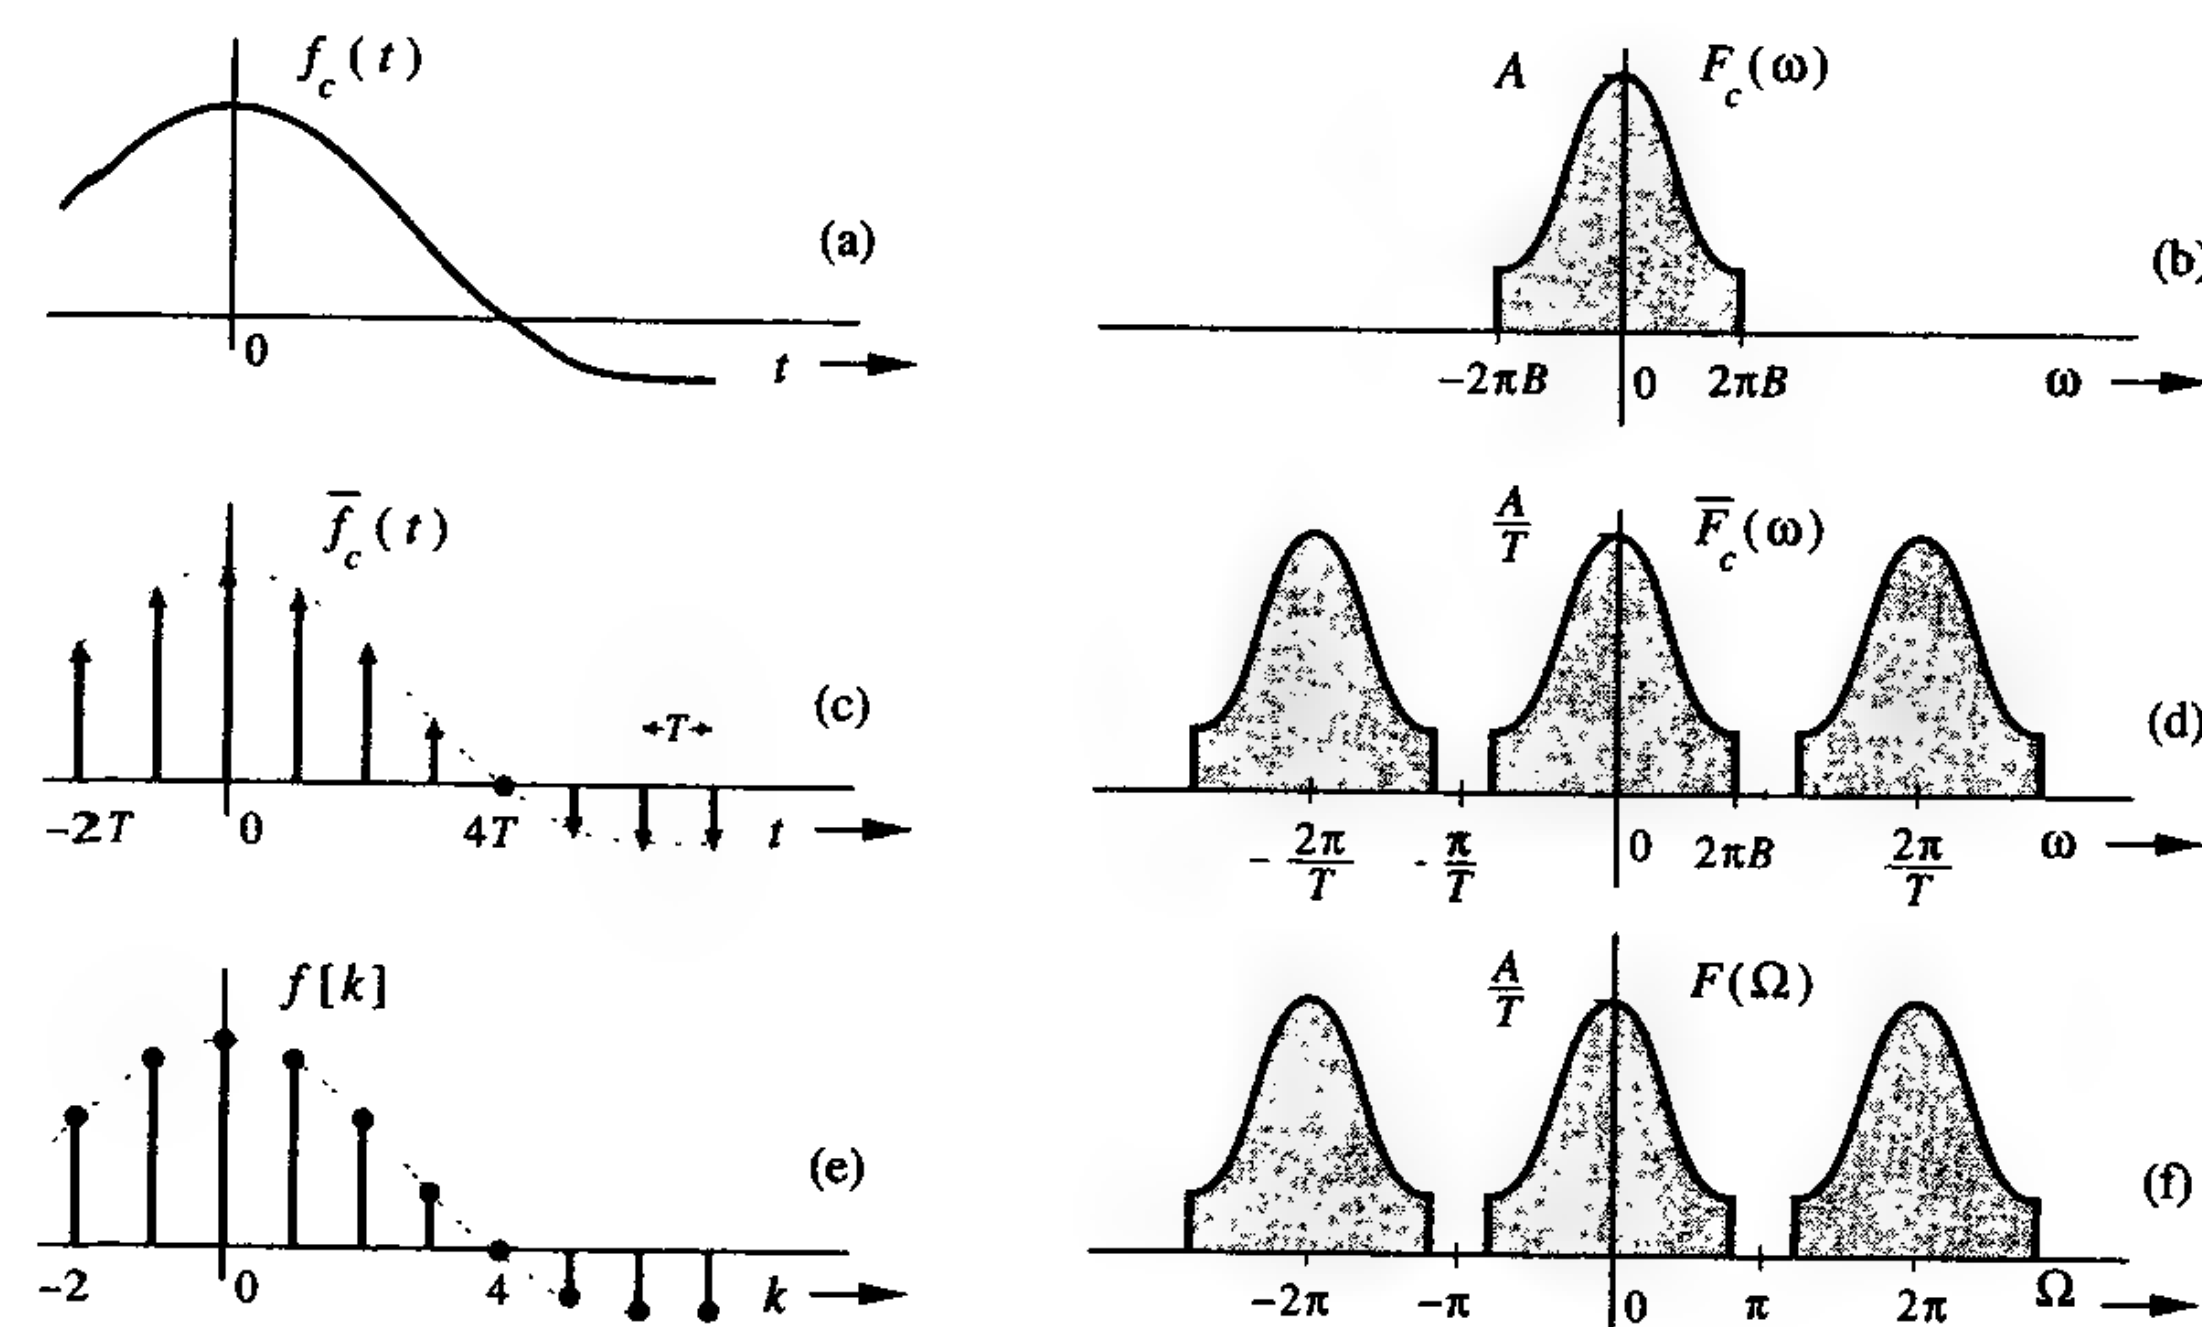 f_c(t)
(a)
0
t
A F_c(ω)
(b)
-2πB 0 2πB ω
f̅_c(t)
(c)
T
-2T 0 4T t
A/T F̅_c(ω)
(d)
-2π/T -π/T 0 2πB 2π/T ω
f[k]
(e)
-2 0 4 k
A/T F(Ω)
(f)
-2π -π 0 π 2π Ω